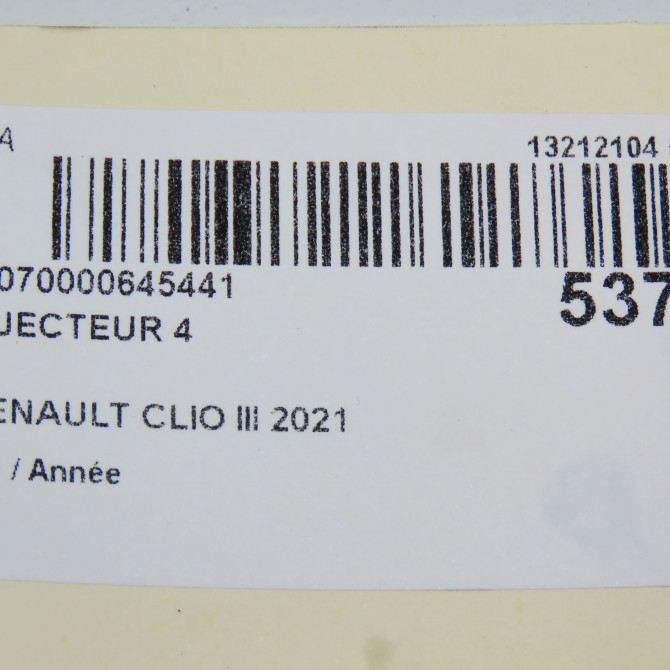 A 13212104
070000645441 537
JECTEUR 4
ENAULT CLIO III 2021
/ Année